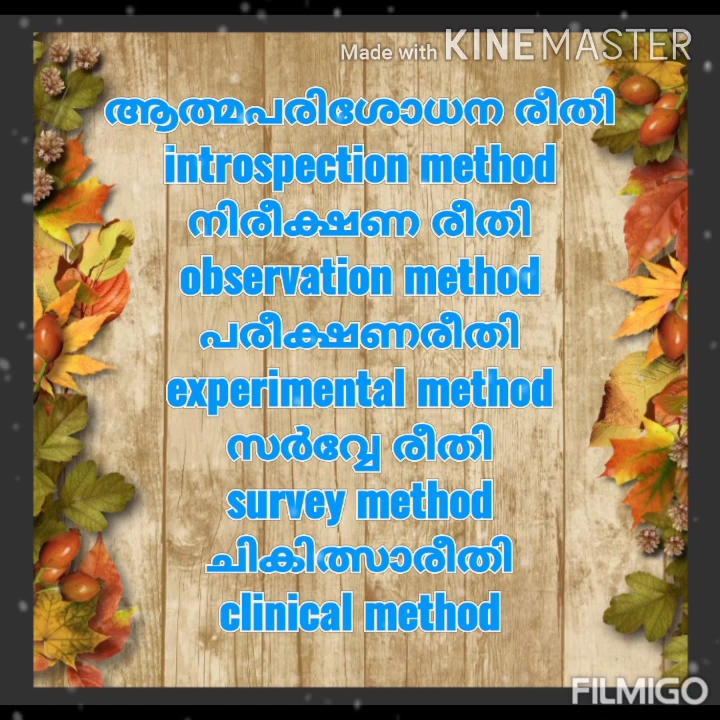 Made with KINEMASTER
ആത്മപരിശോധന രീതി
introspection method
നിരീക്ഷണ രീതി
observation method
പരീക്ഷണരീതി
experimental method
സർവ്വേ രീതി
survey method
ചികിത്സാരീതി
clinical method
FILMIGO